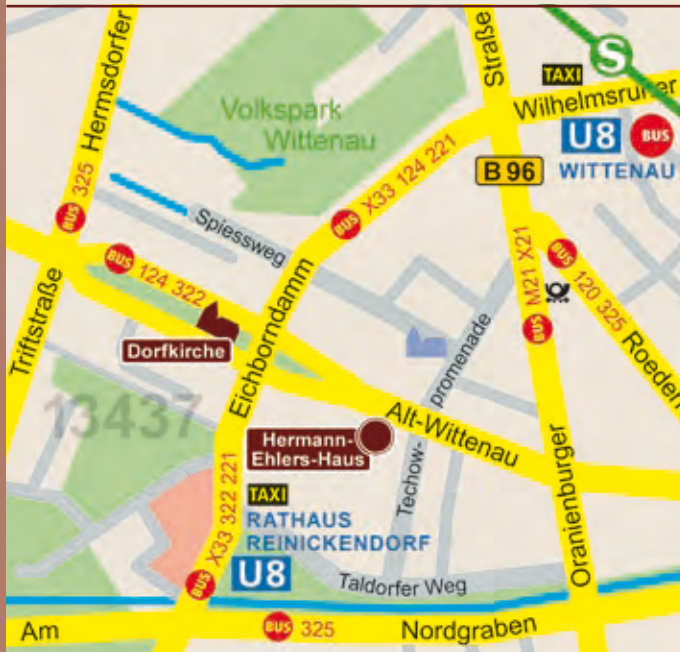 Hermsdorfer
Straße
S
TAXI
Wilhelmsruher
Volkspark
Wittenau
U8
BUS
WITTENAU
B 96
BUS X33 124 221
BUS 325
Spiessweg
BUS 124 322
BUS M21 X21
BUS 120 325
Roedern
Triftstraße
Dorfkirche
Eichborndamm
Techow-
promenade
Alt-Wittenau
13437
Hermann-
Ehlers-Haus
Oranienburger
BUS X33 322 221
TAXI
RATHAUS
REINICKENDORF
U8
Taldorfer Weg
Am
BUS 325
Nordgraben